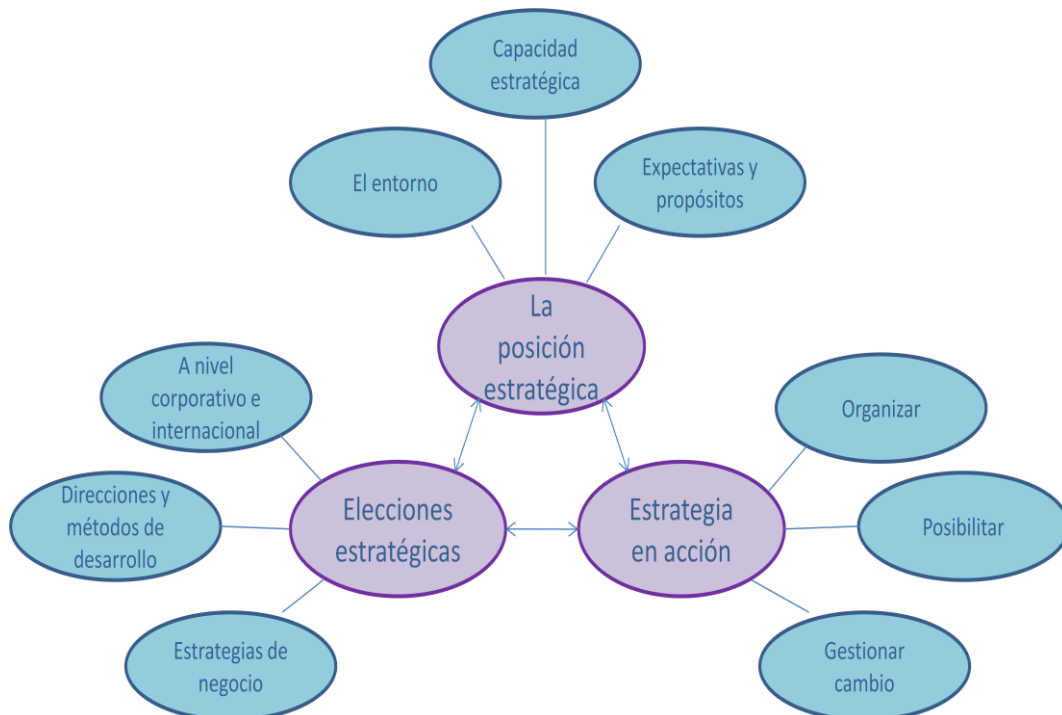 Capacidad
estratégica
El entorno
Expectativas y
propósitos
La
posición
estratégica
A nivel
corporativo e
internacional
Organizar
Direcciones y
métodos de
desarrollo
Elecciones
estratégicas
Estrategia
en acción
Posibilitar
Estrategias de
negocio
Gestionar
cambio